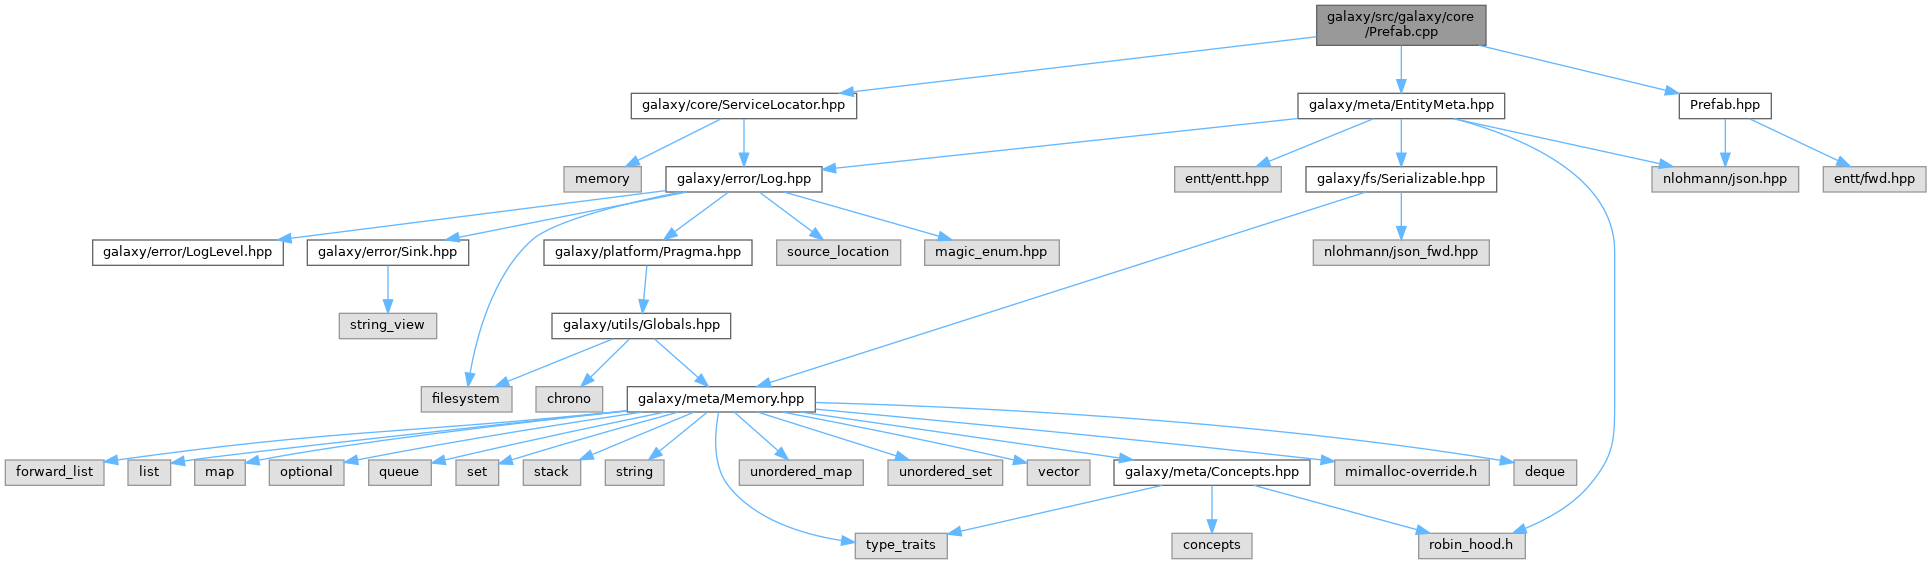 galaxy/src/galaxy/core
/Prefab.cpp
galaxy/core/ServiceLocator.hpp
galaxy/meta/EntityMeta.hpp
Prefab.hpp
memory
galaxy/error/Log.hpp
entt/entt.hpp
galaxy/fs/Serializable.hpp
nlohmann/json.hpp
entt/fwd.hpp
galaxy/error/LogLevel.hpp
galaxy/error/Sink.hpp
galaxy/platform/Pragma.hpp
source_location
magic_enum.hpp
nlohmann/json_fwd.hpp
string_view
galaxy/utils/Globals.hpp
filesystem
chrono
galaxy/meta/Memory.hpp
forward_list
list
map
optional
queue
set
stack
string
unordered_map
unordered_set
vector
galaxy/meta/Concepts.hpp
mimalloc-override.h
deque
type_traits
concepts
robin_hood.h